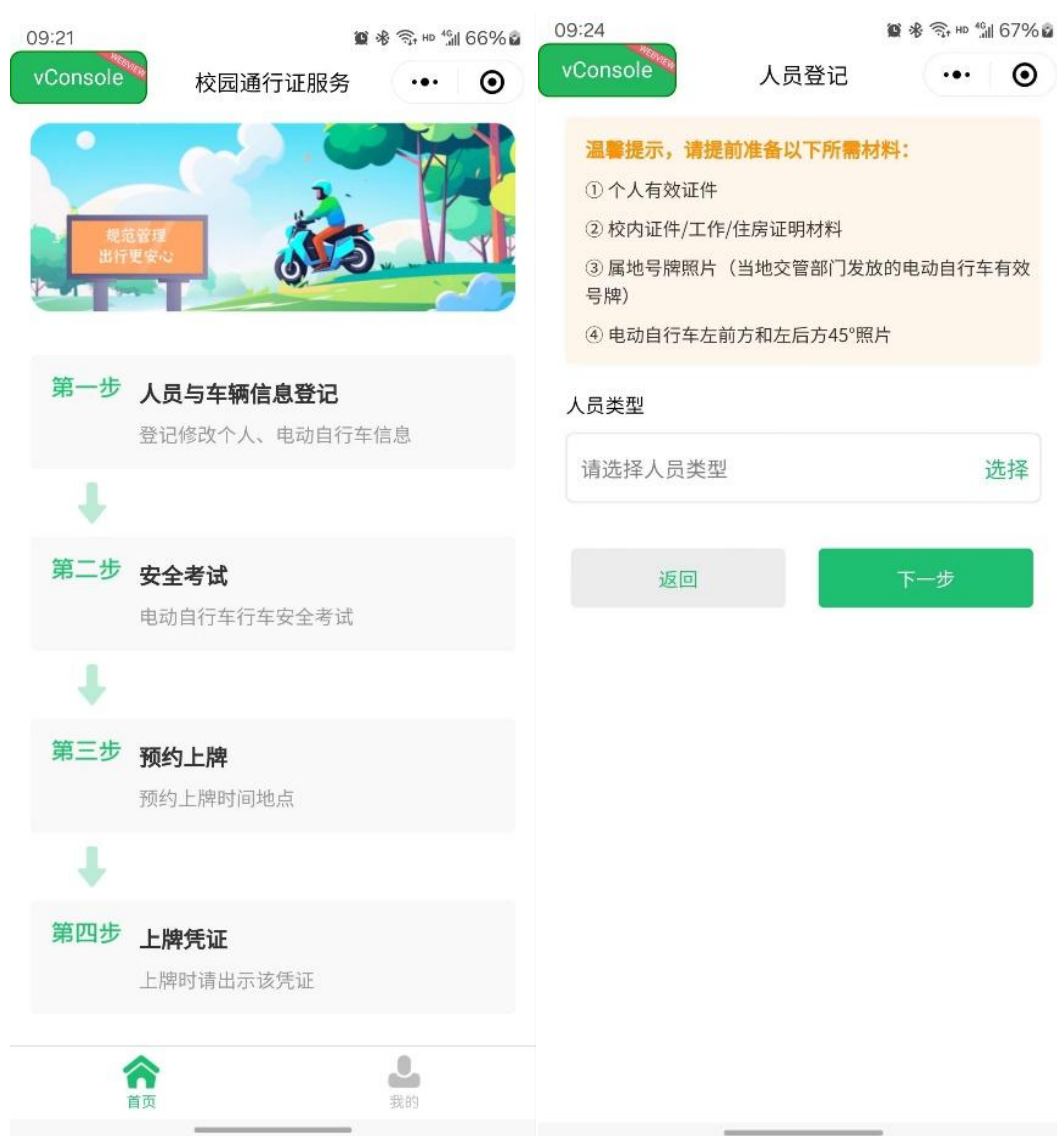 09:21
HD 4G 66%
vConsole
WEBVIEW
校园通行证服务
规范管理
出行更安心
第一步
人员与车辆信息登记
登记修改个人、电动自行车信息
第二步
安全考试
电动自行车行车安全考试
第三步
预约上牌
预约上牌时间地点
第四步
上牌凭证
上牌时请出示该凭证
首页
我的
09:24
HD 4G 67%
vConsole
WEBVIEW
人员登记
温馨提示，请提前准备以下所需材料：
① 个人有效证件
② 校内证件/工作/住房证明材料
③ 属地号牌照片（当地交管部门发放的电动自行车有效
号牌）
④ 电动自行车左前方和左后方45°照片
人员类型
请选择人员类型
选择
返回
下一步